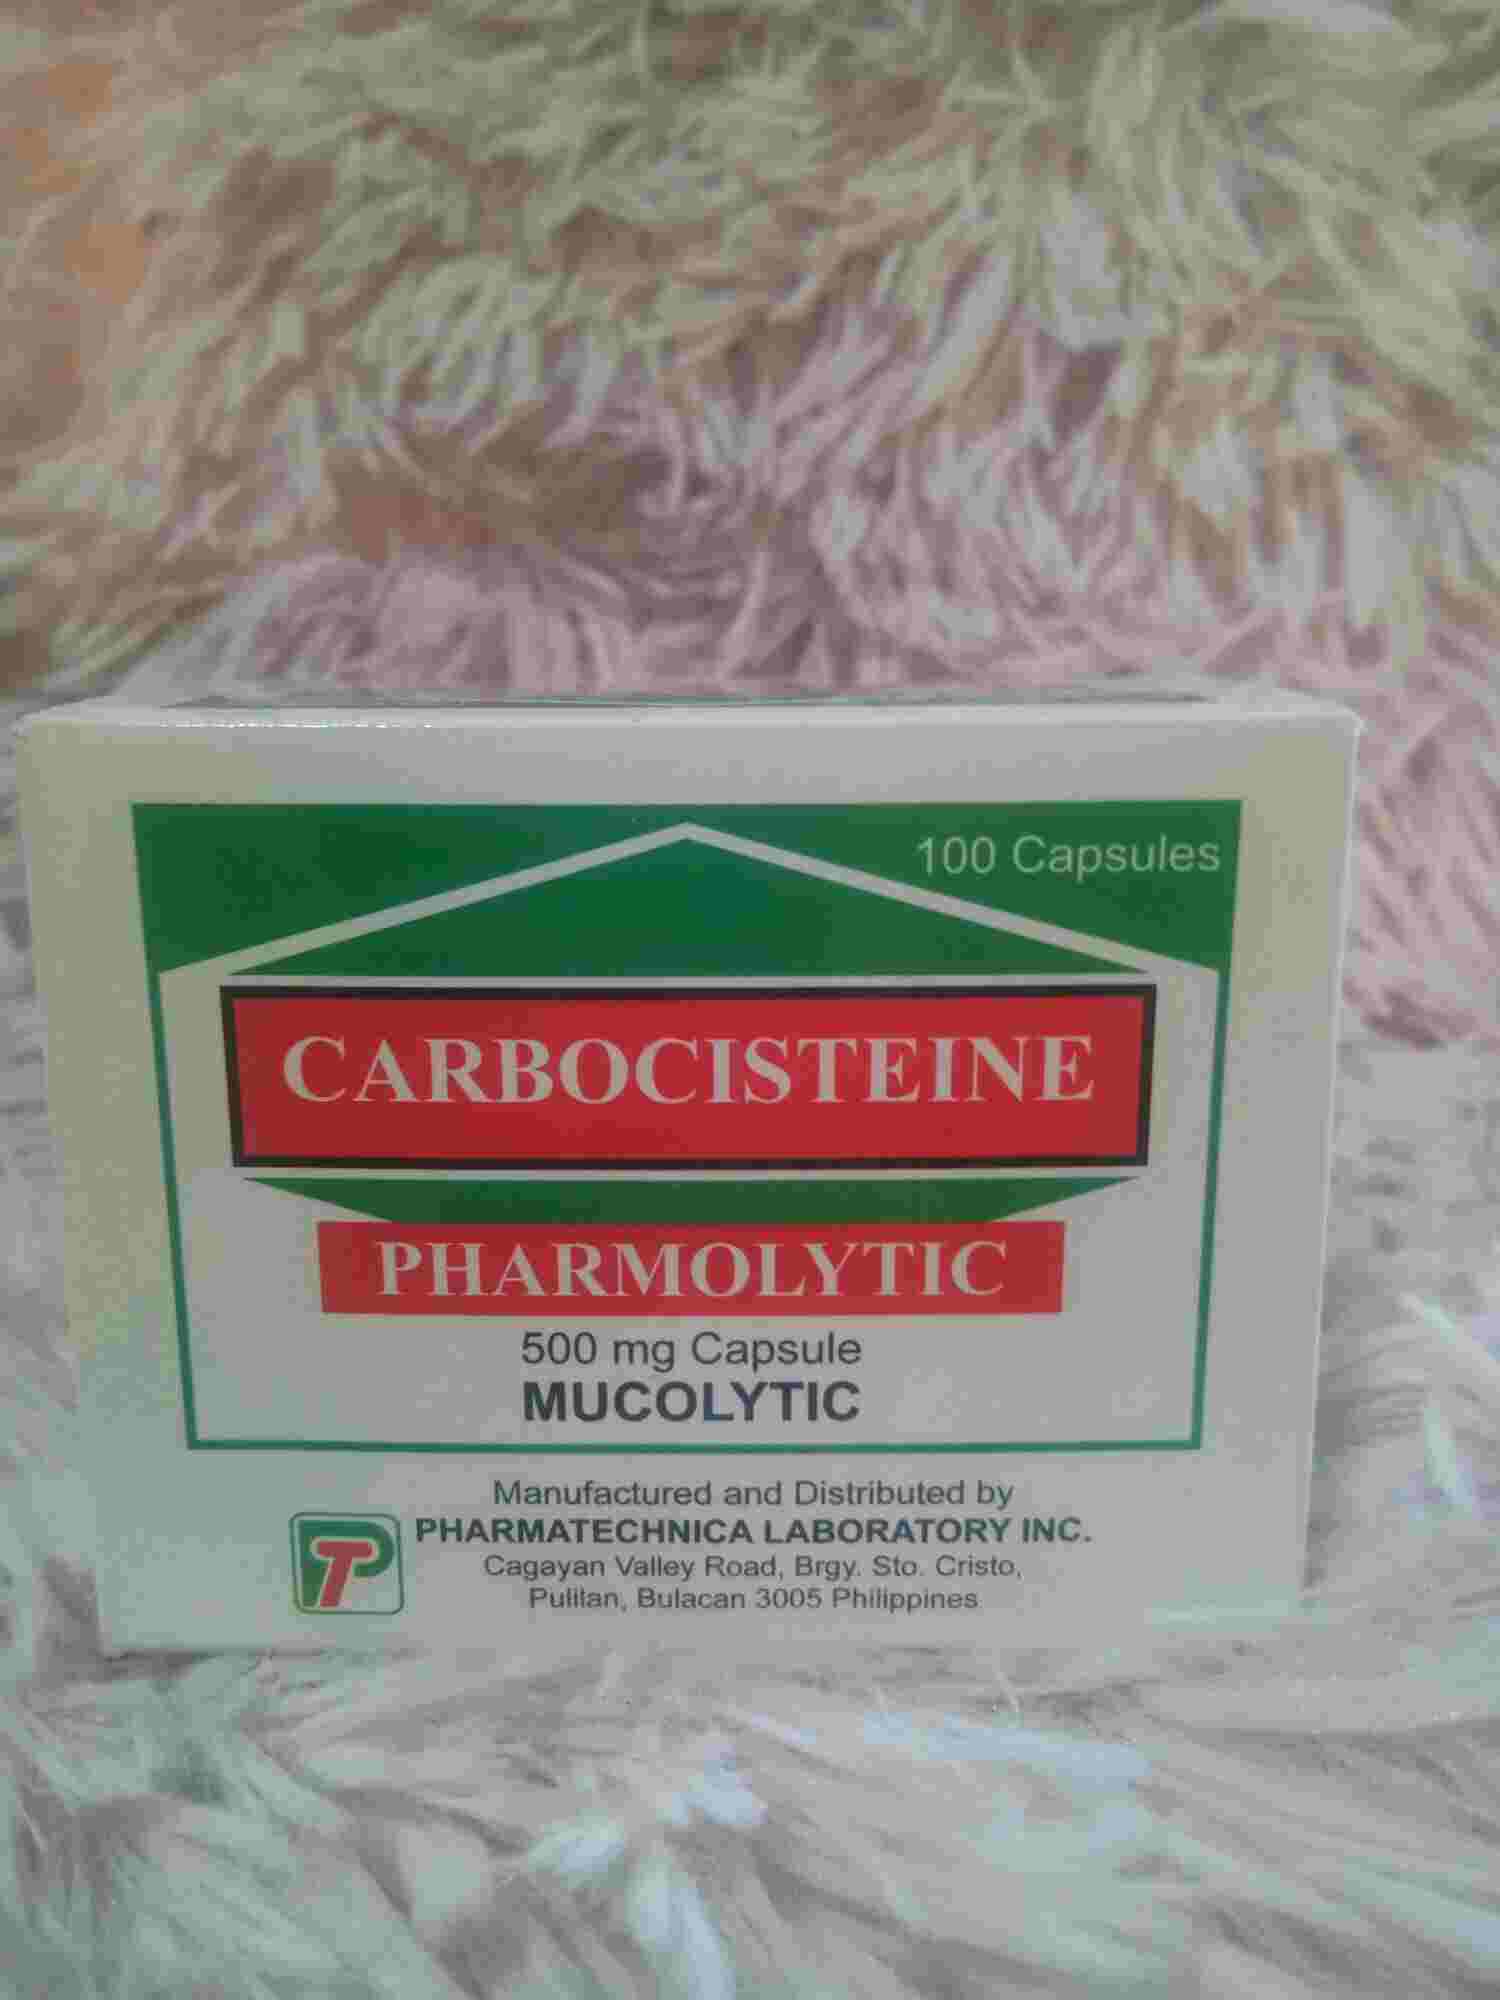 100 Capsules
CARBOCISTEINE
PHARMOLYTIC
500 mg Capsule
MUCOLYTIC
Manufactured and Distributed by
PHARMATECHNICA LABORATORY INC.
Cagayan Valley Road, Brgy. Sto. Cristo,
Pulilan, Bulacan 3005 Philippines